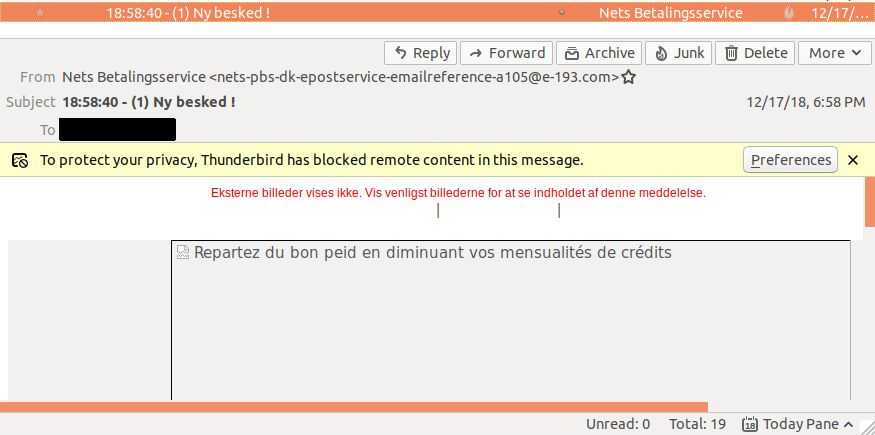 18:58:40 - (1) Ny besked ! Nets Betalingsservice 12/17/...
Reply Forward Archive Junk Delete More
From Nets Betalingsservice <nets-pbs-dk-epostservice-emailreference-a105@e-193.com>
Subject 18:58:40 - (1) Ny besked ! 12/17/18, 6:58 PM
To
To protect your privacy, Thunderbird has blocked remote content in this message. Preferences
Eksterne billeder vises ikke. Vis venligst billederne for at se indholdet af denne meddelelse.
| |
Repartez du bon peid en diminuant vos mensualités de crédits
Unread: 0 Total: 19 18 Today Pane